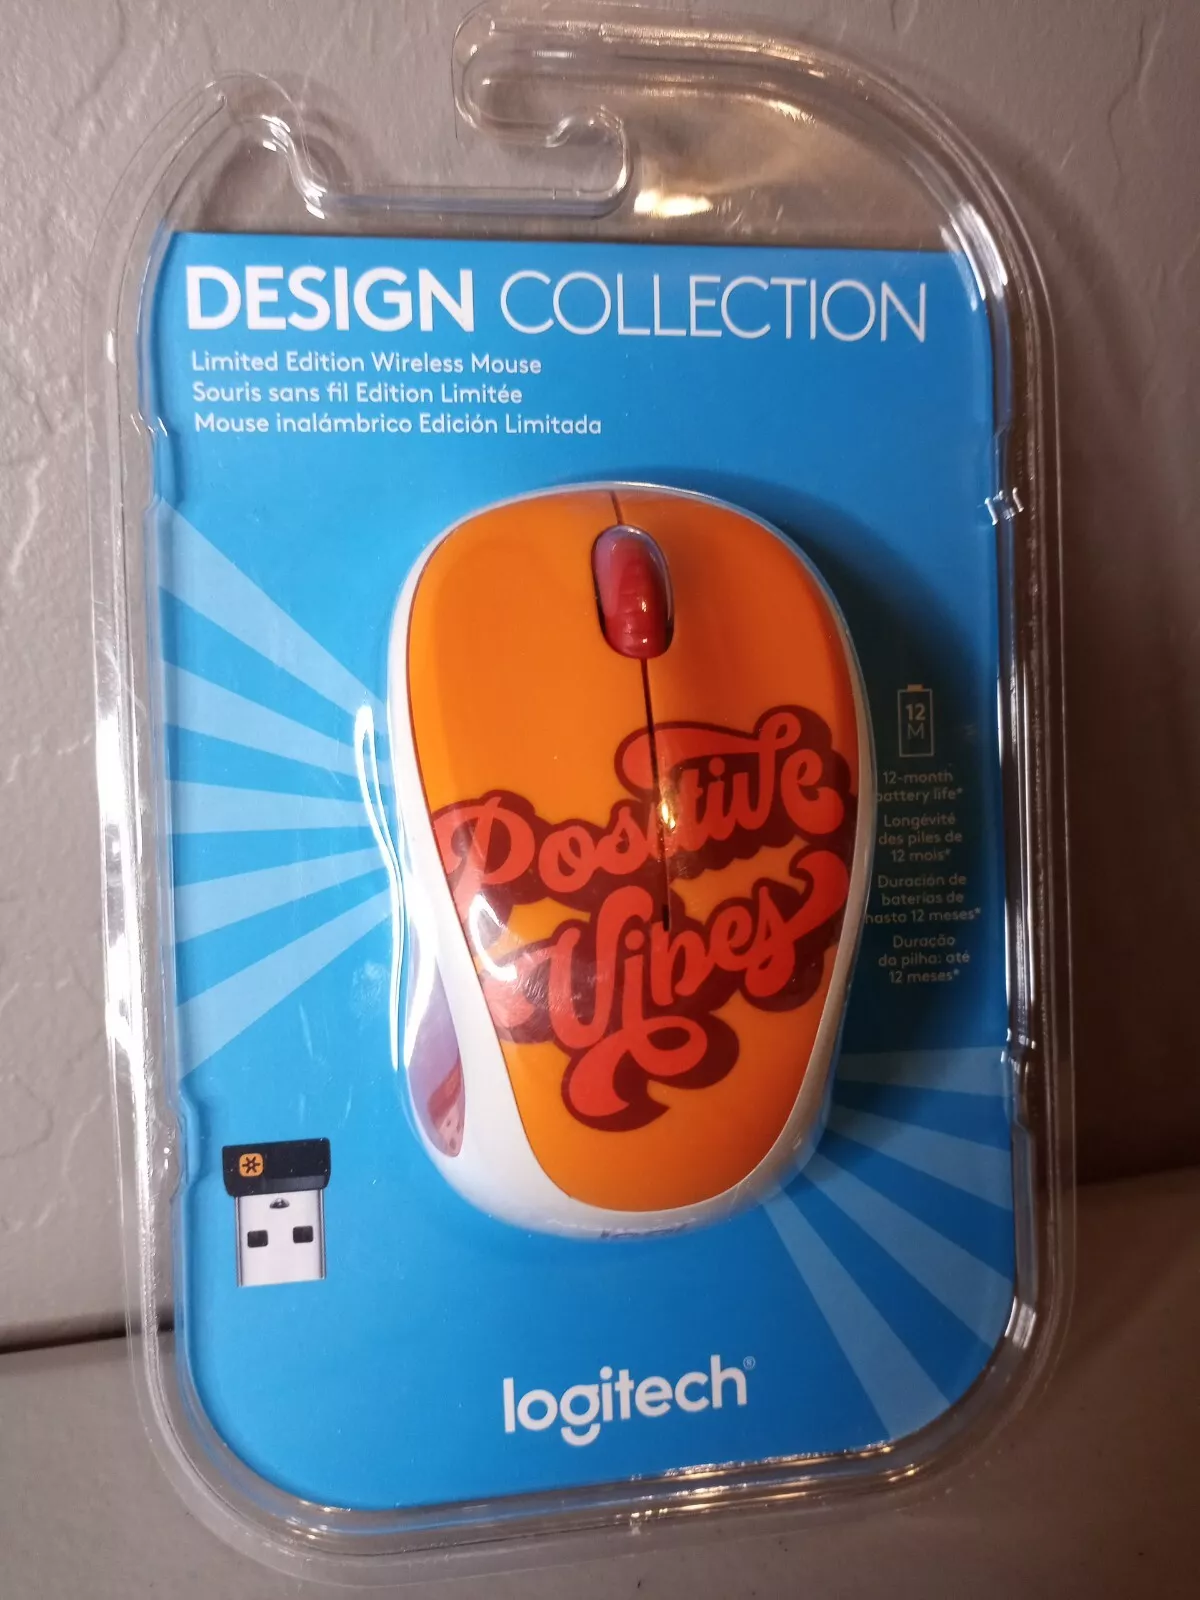 DESIGN COLLECTION
Limited Edition Wireless Mouse
Souris sans fil Edition Limitée
Mouse inalámbrico Edición Limitada
12
M
12-month
battery life*
Longévité
des piles de
12 mois*
Duración de
baterías de
hasta 12 meses*
Duração
da pilha: até
12 meses*
Positive
Vibes
logitech®